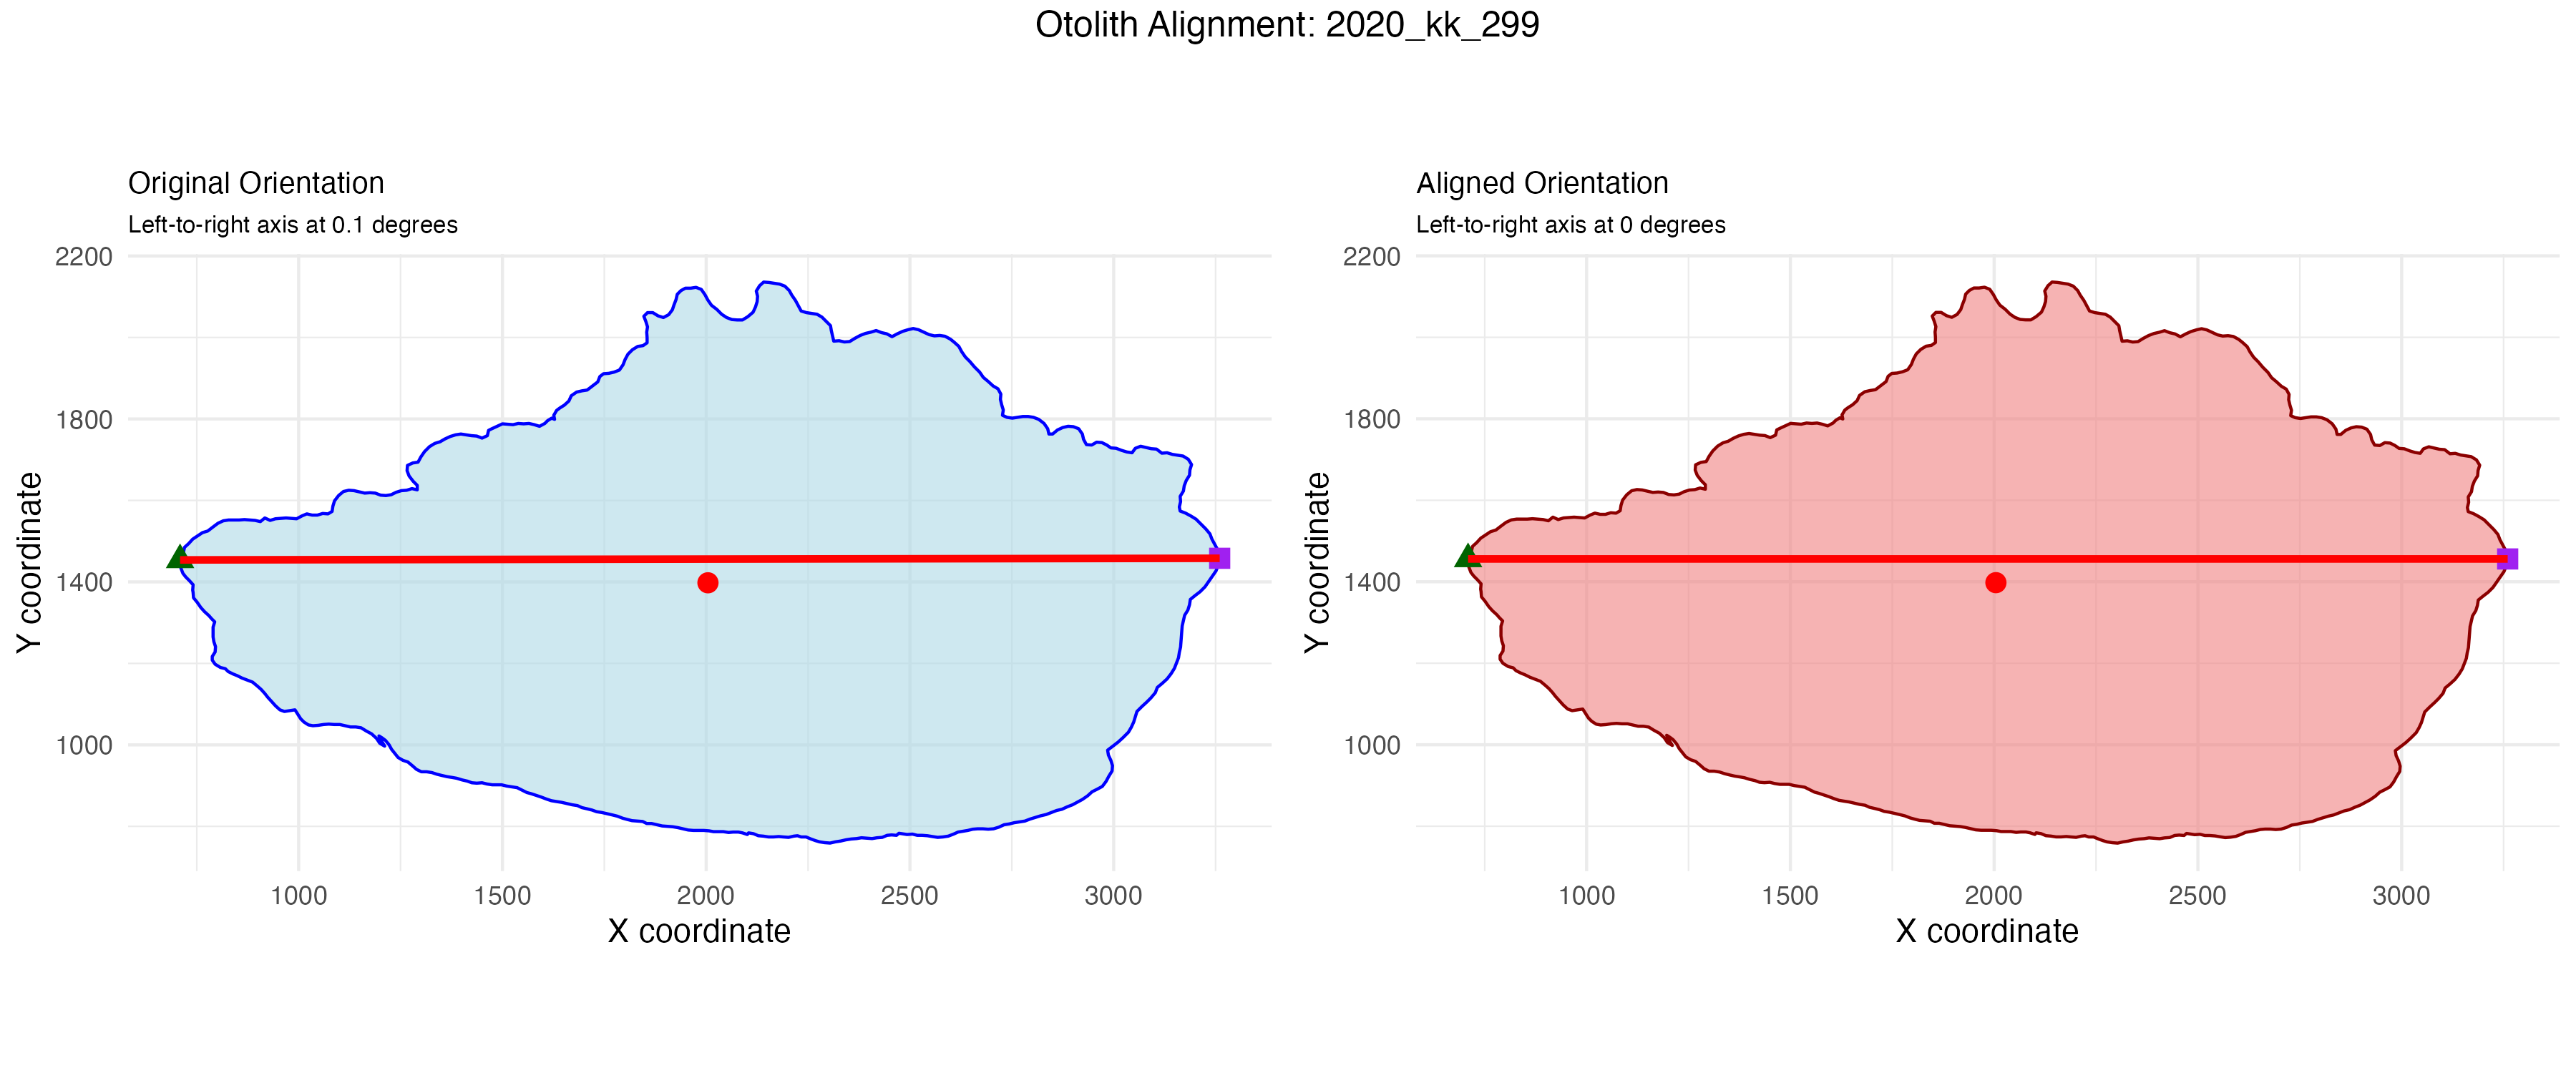 Otolith Alignment: 2020_kk_299
Original Orientation
Left-to-right axis at 0.1 degrees
2200
1800
1400
1000
Y coordinate
1000 1500 2000 2500 3000
X coordinate
Aligned Orientation
Left-to-right axis at 0 degrees
2200
1800
1400
1000
Y coordinate
1000 1500 2000 2500 3000
X coordinate